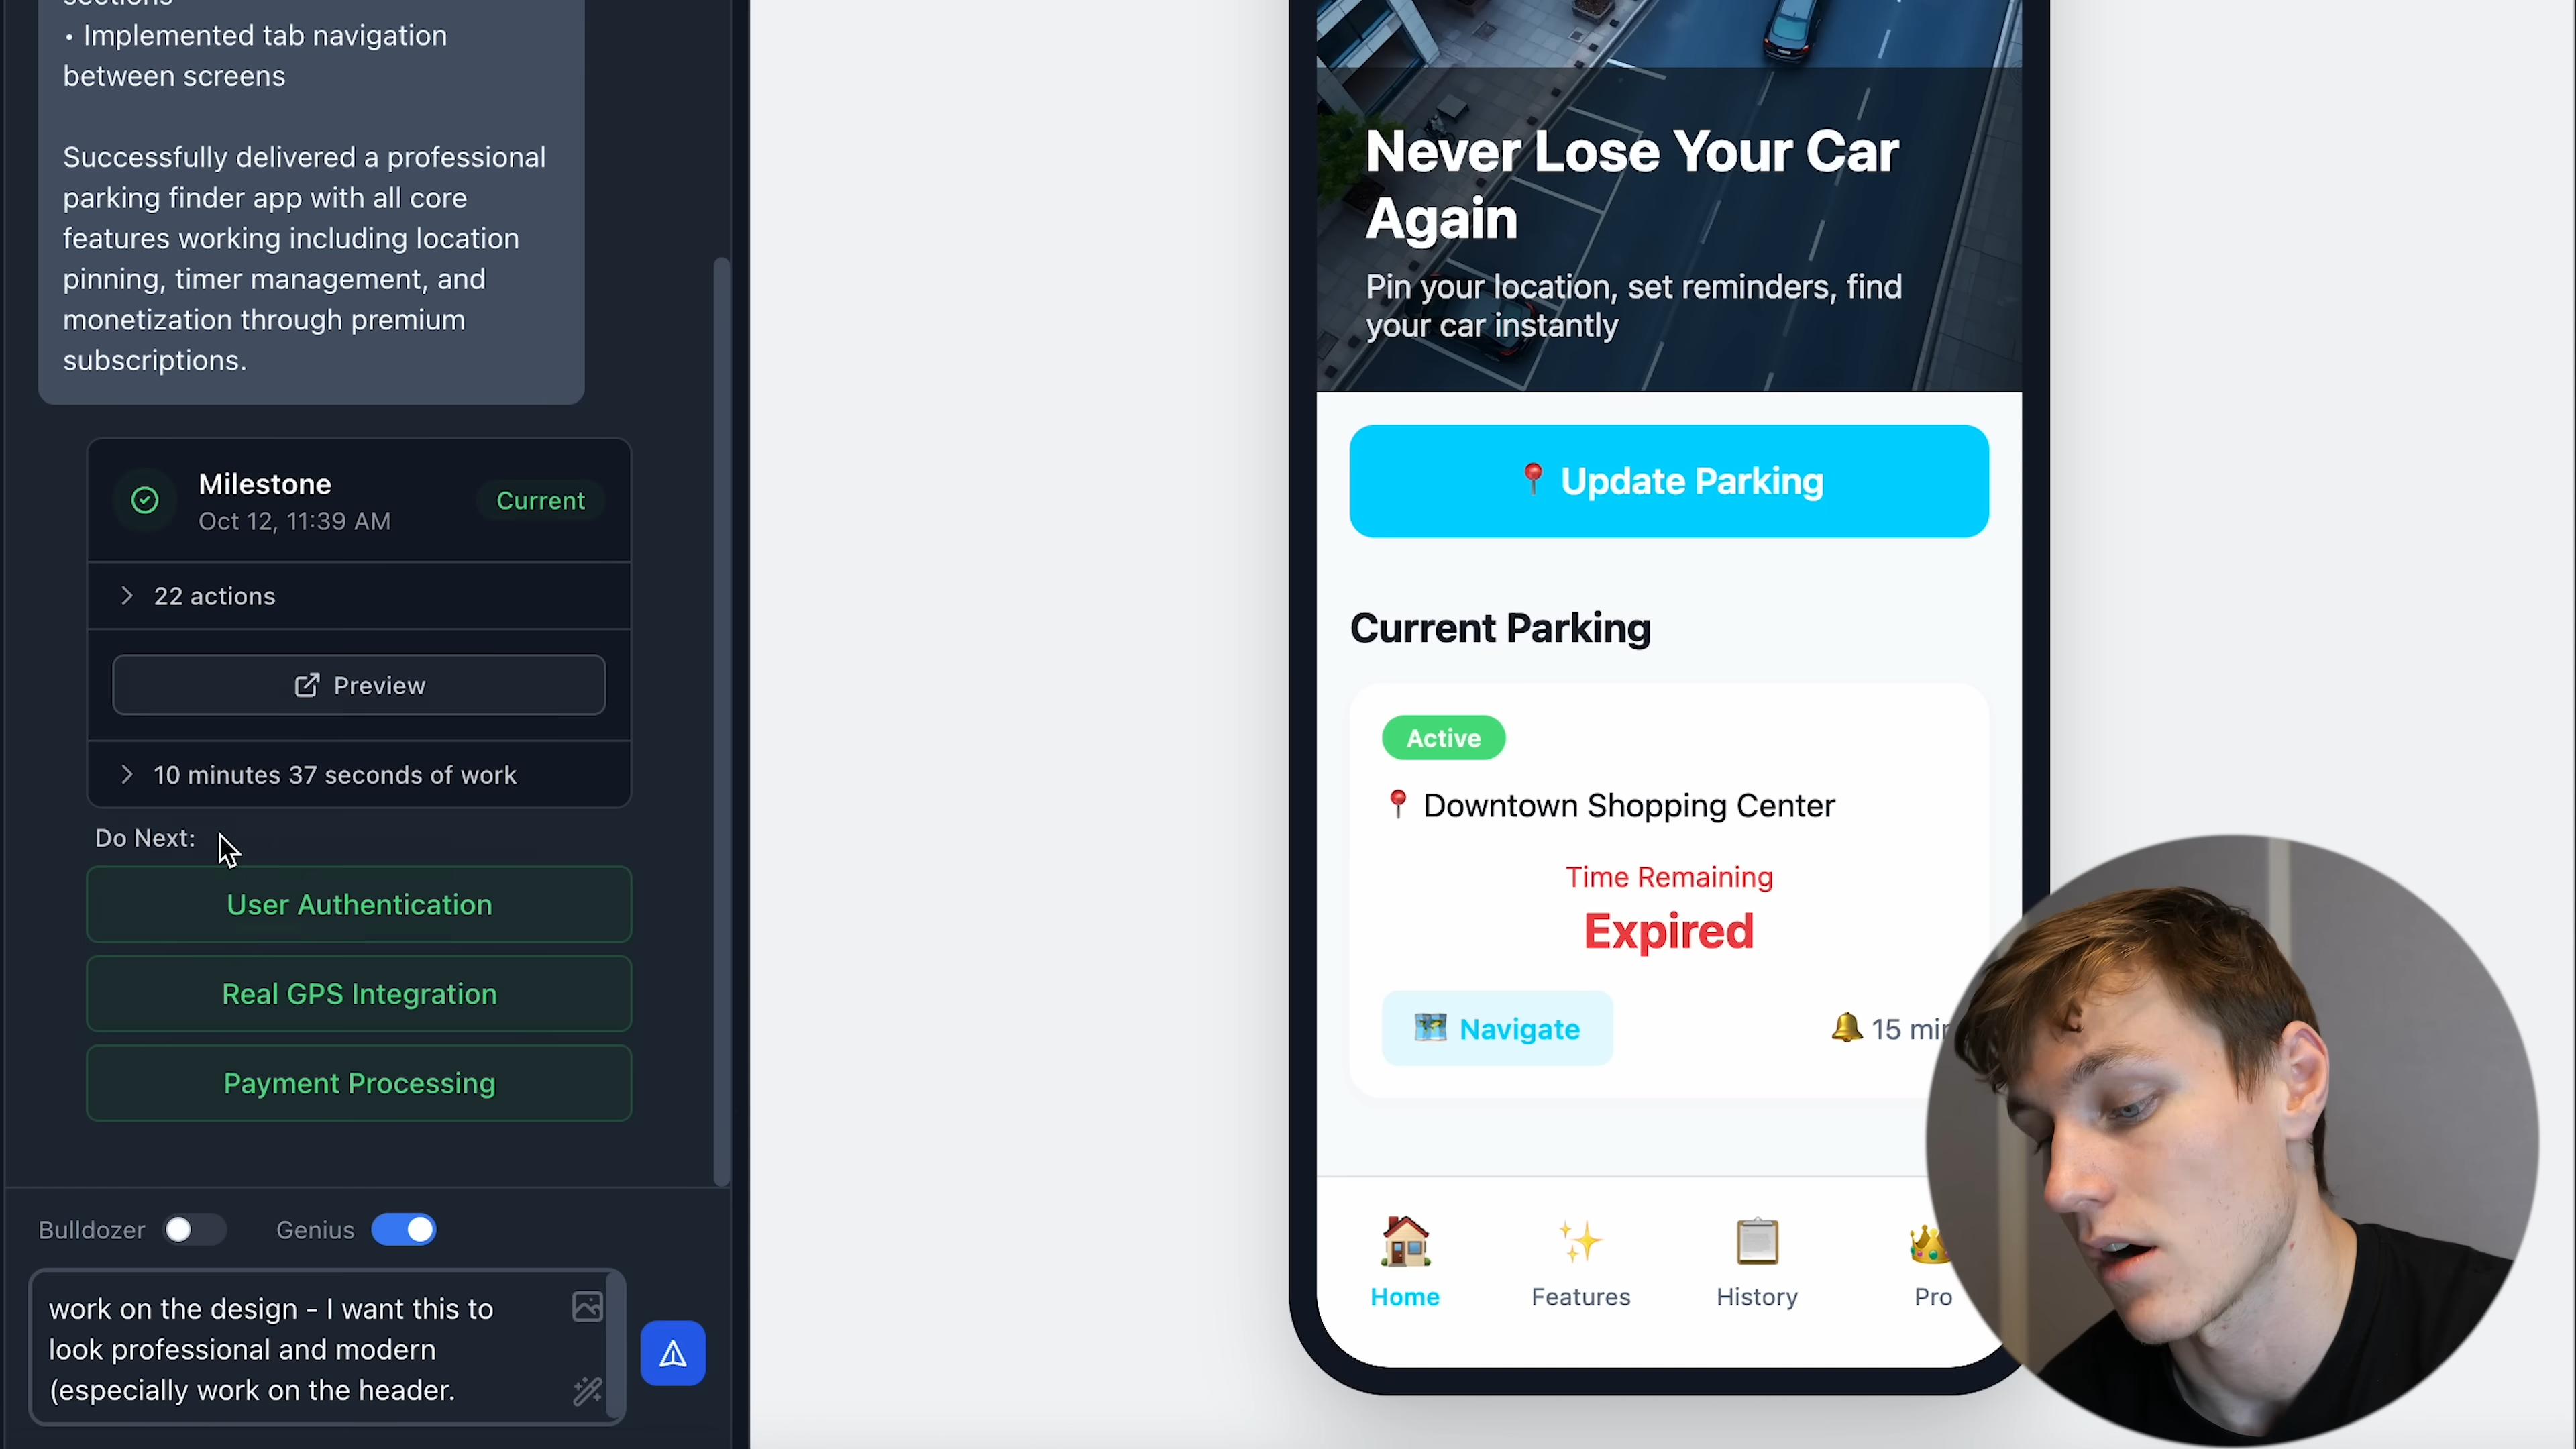 • Implemented tab navigation
between screens
Successfully delivered a professional
parking finder app with all core
features working including location
pinning, timer management, and
monetization through premium
subscriptions.
Milestone
Oct 12, 11:39 AM
Current
22 actions
Preview
10 minutes 37 seconds of work
Do Next:
User Authentication
Real GPS Integration
Payment Processing
Bulldozer
Genius
work on the design - I want this to
look professional and modern
(especially work on the header.
Never Lose Your Car
Again
Pin your location, set reminders, find
your car instantly
Update Parking
Current Parking
Active
Downtown Shopping Center
Time Remaining
Expired
Navigate
15 min
Home
Features
History
Pro